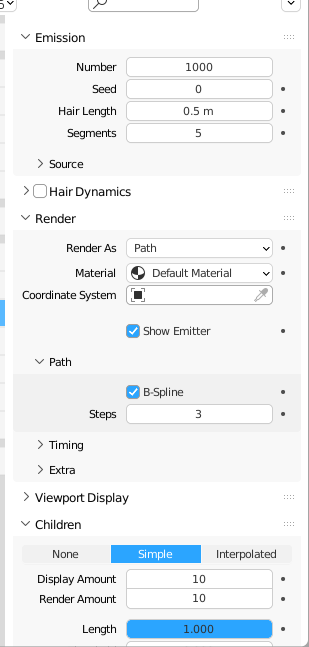 Emission
Number 1000
Seed 0
Hair Length 0.5 m
Segments 5
Source
Hair Dynamics
Render
Render As Path
Material Default Material
Coordinate System
Show Emitter
Path
B-Spline
Steps 3
Timing
Extra
Viewport Display
Children
None Simple Interpolated
Display Amount 10
Render Amount 10
Length 1.000